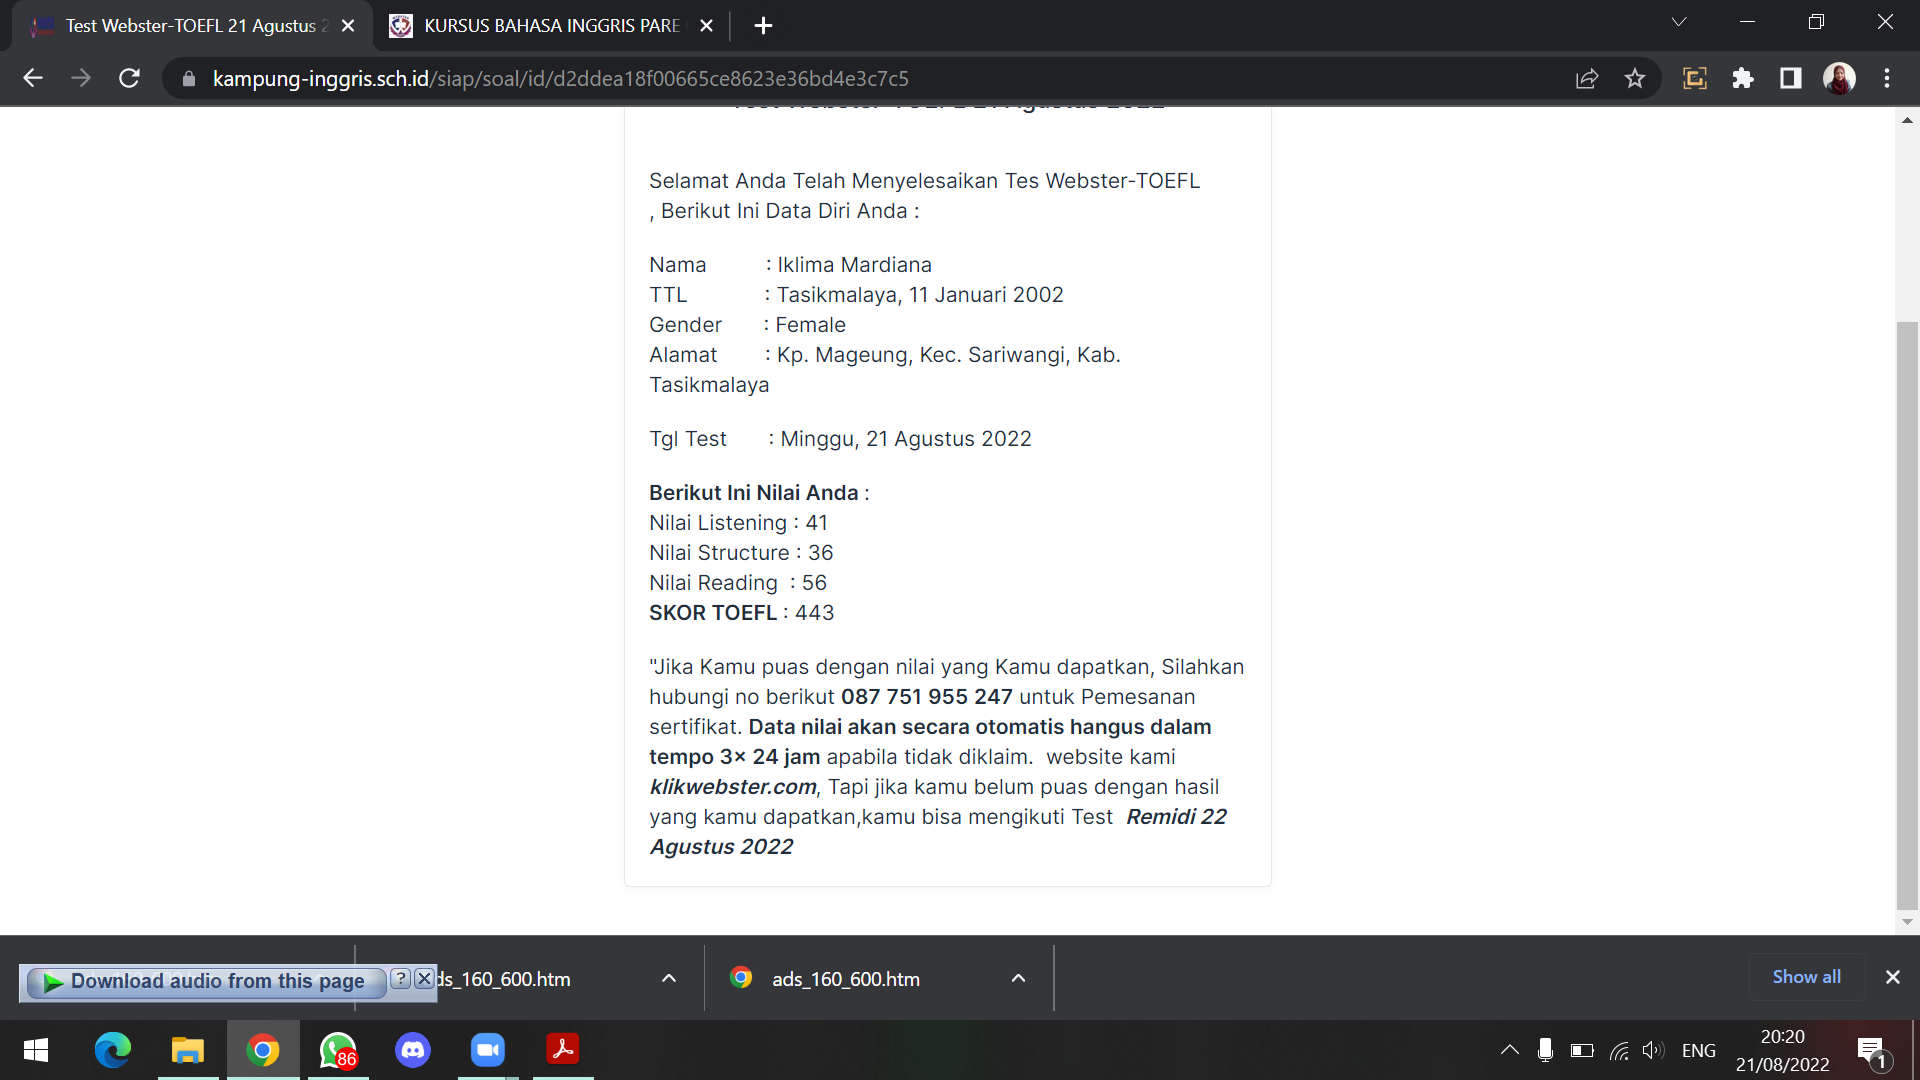 Test Webster-TOEFL 21 Agustus 2
KURSUS BAHASA INGGRIS PARE
kampung-inggris.sch.id/siap/soal/id/d2ddea18f00665ce8623e36bd4e3c7c5
Test Webster-TOEFL 21 Agustus 2022
Selamat Anda Telah Menyelesaikan Tes Webster-TOEFL
, Berikut Ini Data Diri Anda :
Nama : Iklima Mardiana
TTL : Tasikmalaya, 11 Januari 2002
Gender : Female
Alamat : Kp. Mageung, Kec. Sariwangi, Kab.
Tasikmalaya
Tgl Test : Minggu, 21 Agustus 2022
Berikut Ini Nilai Anda :
Nilai Listening : 41
Nilai Structure : 36
Nilai Reading : 56
SKOR TOEFL : 443
"Jika Kamu puas dengan nilai yang Kamu dapatkan, Silahkan
hubungi no berikut 087 751 955 247 untuk Pemesanan
sertifikat. Data nilai akan secara otomatis hangus dalam
tempo 3× 24 jam apabila tidak diklaim. website kami
klikwebster.com, Tapi jika kamu belum puas dengan hasil
yang kamu dapatkan,kamu bisa mengikuti Test Remidi 22
Agustus 2022
Download audio from this page ? X
ds_160_600.htm
ads_160_600.htm
Show all
86
ENG
20:20
21/08/2022
1